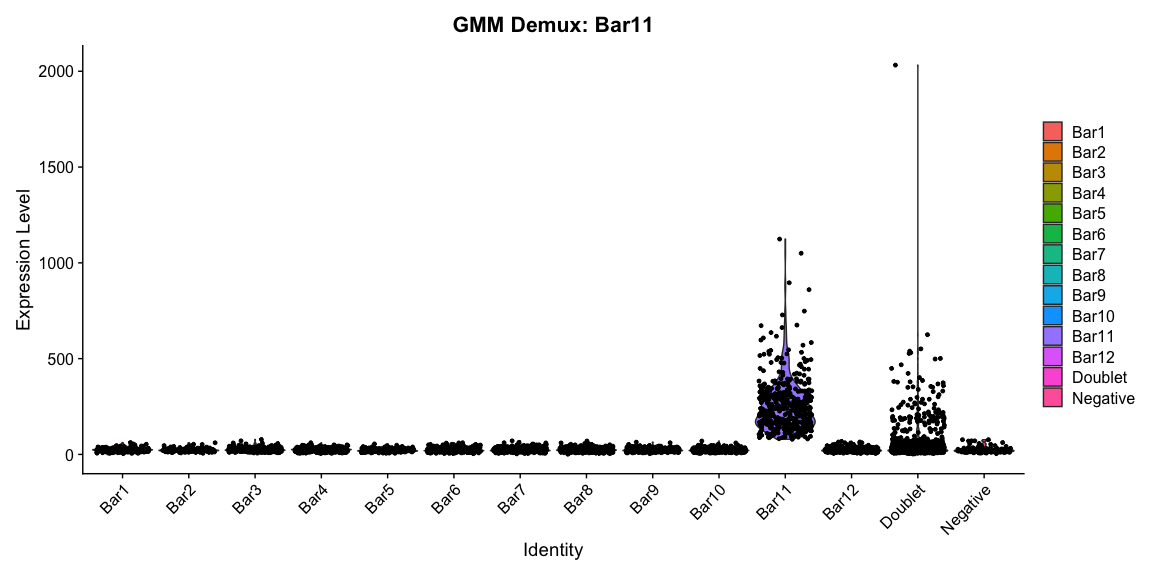 GMM Demux: Bar11
Expression Level
2000
1500
1000
500
0
Bar1
Bar2
Bar3
Bar4
Bar5
Bar6
Bar7
Bar8
Bar9
Bar10
Bar11
Bar12
Doublet
Negative
Identity
Bar1
Bar2
Bar3
Bar4
Bar5
Bar6
Bar7
Bar8
Bar9
Bar10
Bar11
Bar12
Doublet
Negative